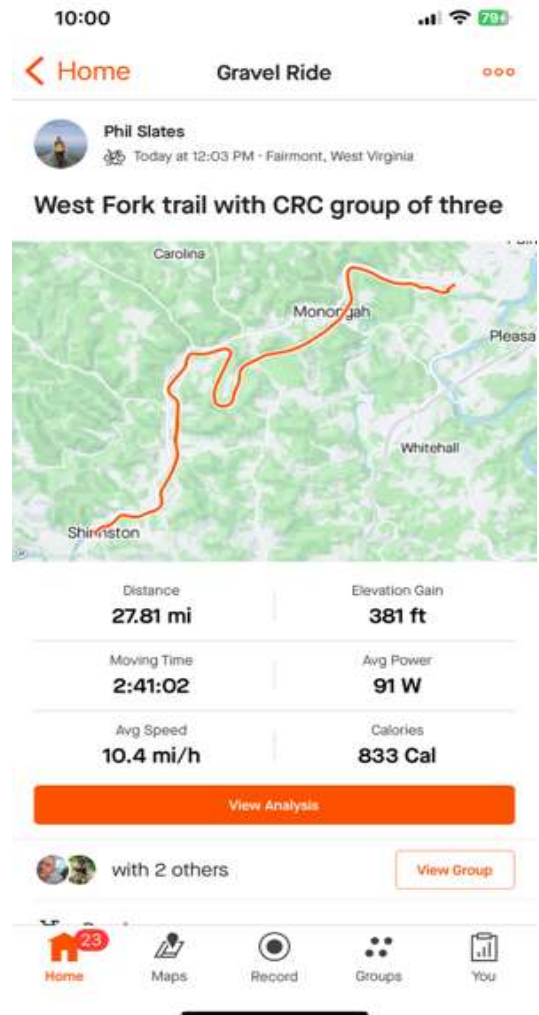 10:00
79
Home
Gravel Ride
Phil Slates
Today at 12:03 PM - Fairmont, West Virginia
West Fork trail with CRC group of three
Carolina
Monongah
Pleasa
Whitehall
Shinnston
Distance
Elevation Gain
27.81 mi
381 ft
Moving Time
Avg Power
2:41:02
91 W
Avg Speed
Calories
10.4 mi/h
833 Cal
View Analysis
with 2 others
View Group
23
Home
Maps
Record
Groups
You